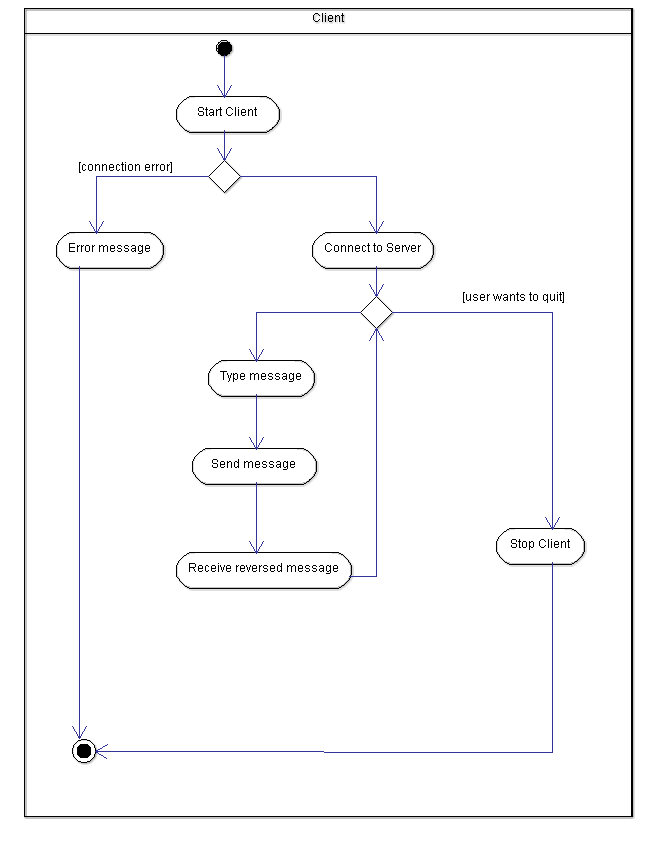 Client
Start Client
[connection error]
Error message
Connect to Server
[user wants to quit]
Type message
Send message
Stop Client
Receive reversed message